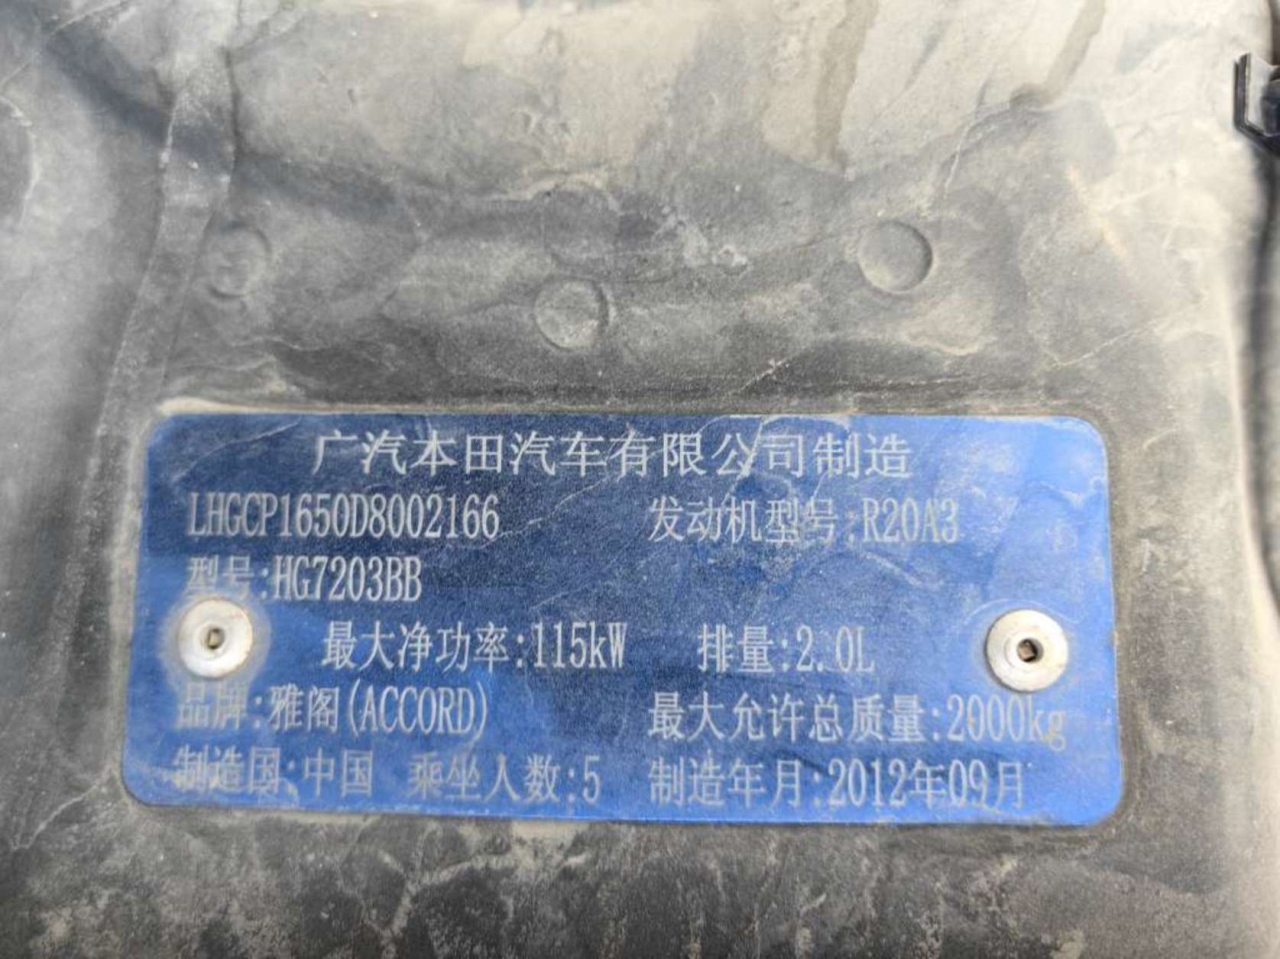 广汽本田汽车有限公司制造
LHGCP1650D8002166 发动机型号:R20A3
型号:HG7203BB
最大净功率:115kW 排量:2.0L
品牌:雅阁(ACCORD) 最大允许总质量:2000kg
制造国:中国 乘坐人数:5 制造年月:2012年09月